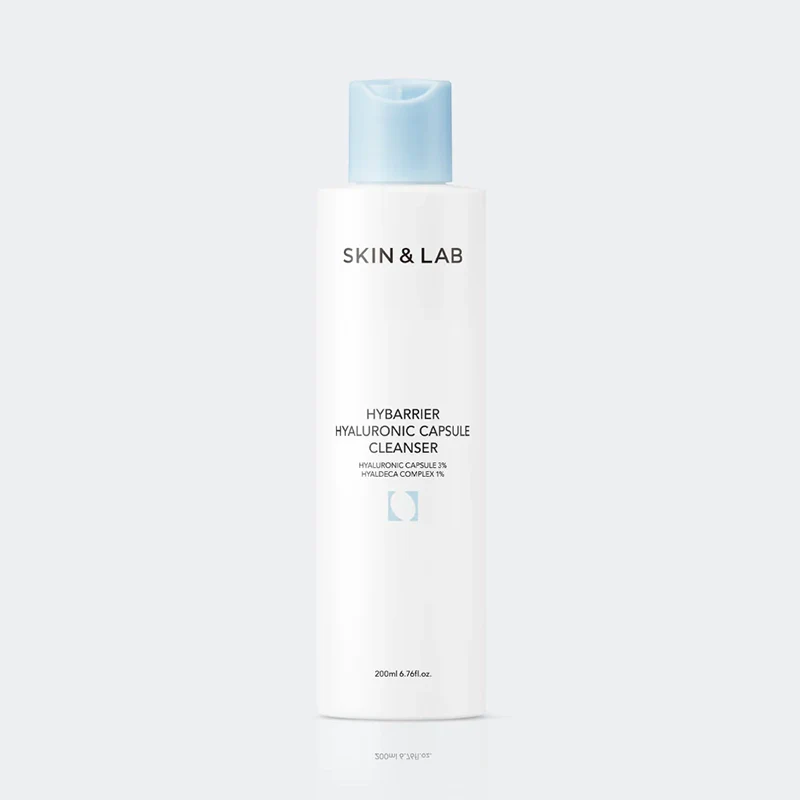 SKIN & LAB
HYBARRIER
HYALURONIC CAPSULE
CLEANSER
HYALURONIC CAPSULE 3%
HYALDECA COMPLEX 1%
200ml 6.76fl.oz.